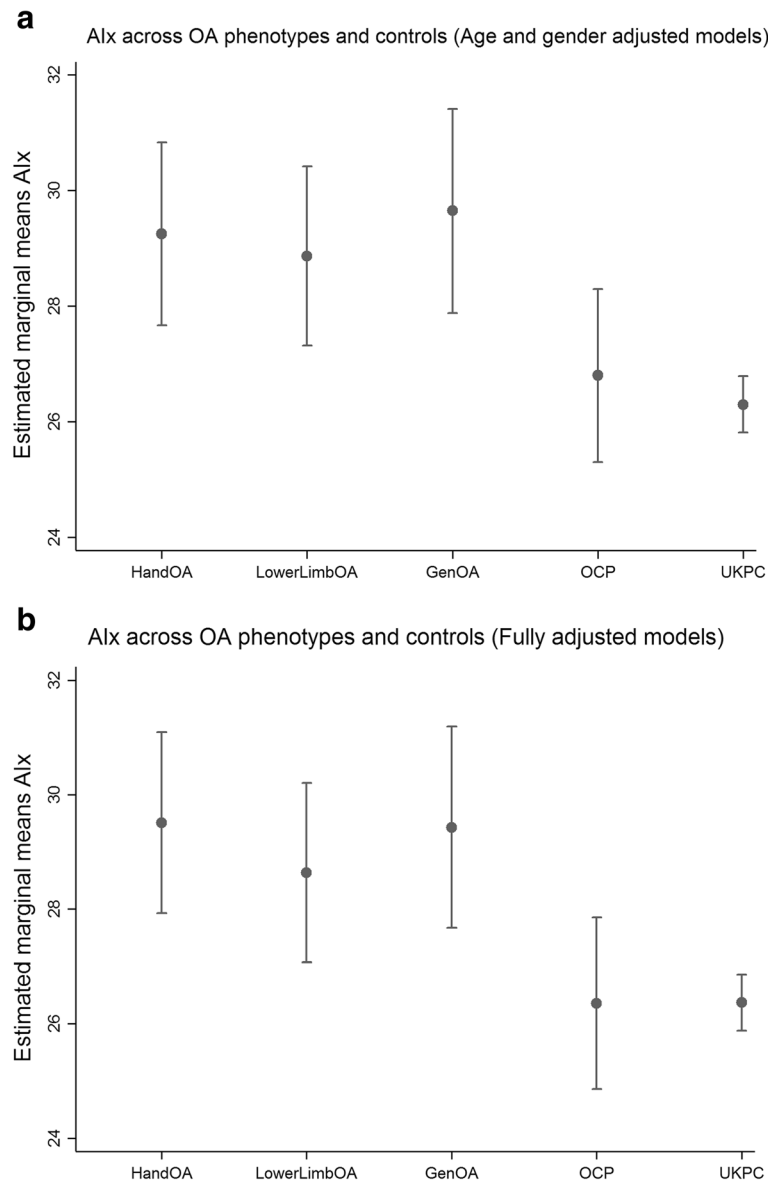 a
AIx across OA phenotypes and controls (Age and gender adjusted models)
Estimated marginal means AIx
32
30
28
26
24
HandOA LowerLimbOA GenOA OCP UKPC
b
AIx across OA phenotypes and controls (Fully adjusted models)
Estimated marginal means AIx
32
30
28
26
24
HandOA LowerLimbOA GenOA OCP UKPC